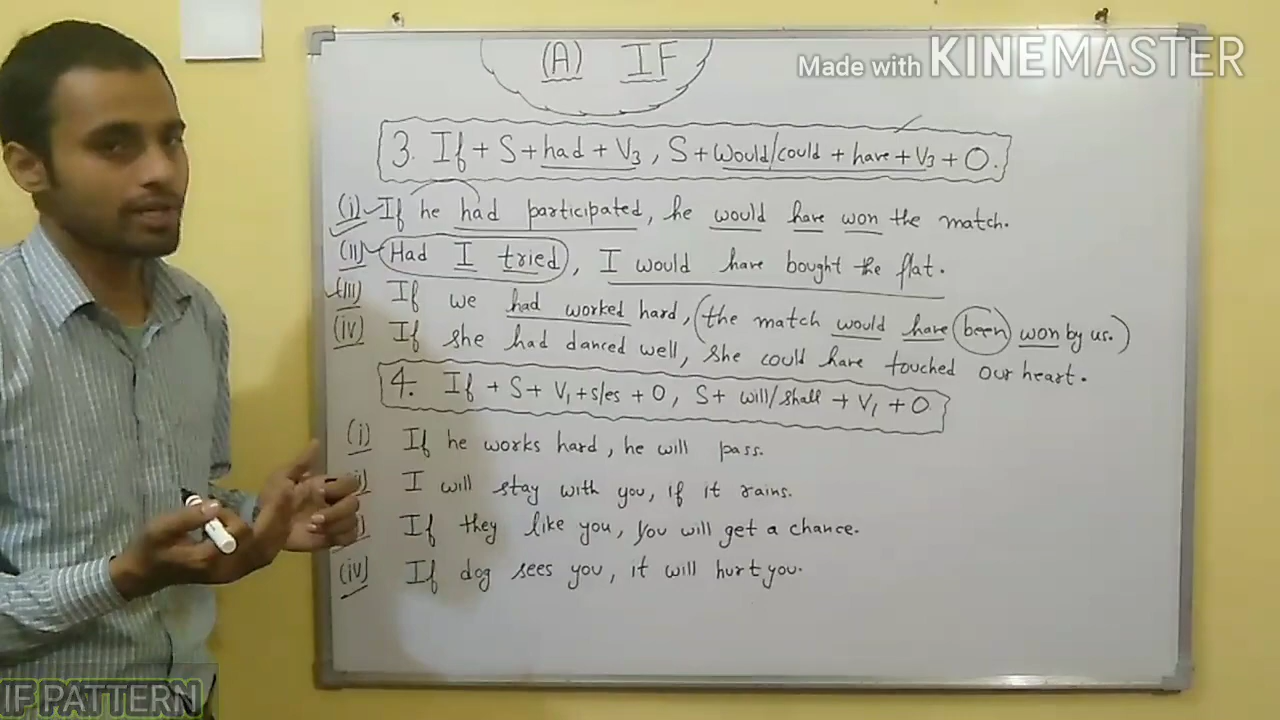 (A) IF
Made with KINEMASTER
3. If + S + had + V3, S + would/could + have + V3 + O.
(i) If he had participated, he would have won the match.
(ii) Had I tried, I would have bought the flat.
(iii) If we had worked hard, (the match would have been won by us.)
(iv) If she had danced well, she could have touched our heart.
4. If + S + V1 + s/es + O, S + will/shall + V1 + O.
(i) If he works hard, he will pass.
I will stay with you, if it rains.
If they like you, you will get a chance.
(iv) If dog sees you, it will hurt you.
IF PATTERN